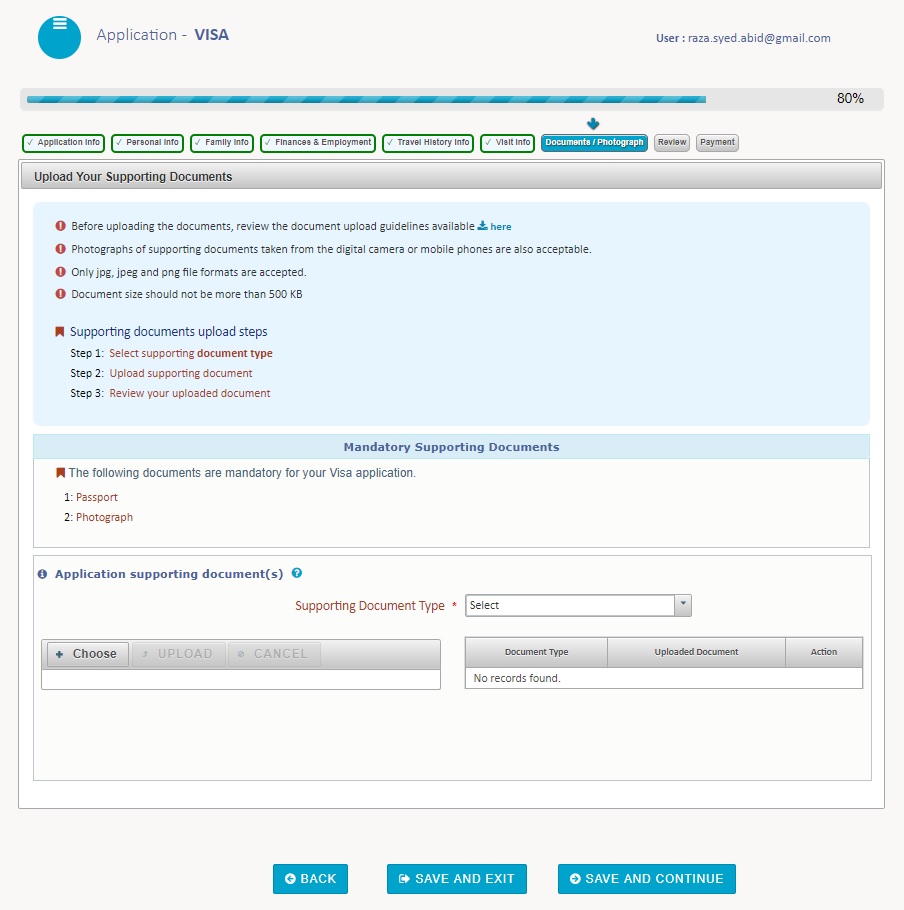 Application - VISA
User : raza.syed.abid@gmail.com
80%
✓ Application Info ✓ Personal Info ✓ Family Info ✓ Finances & Employment ✓ Travel History Info ✓ Visit Info Documents / Photograph Review Payment
Upload Your Supporting Documents
Before uploading the documents, review the document upload guidelines available here
Photographs of supporting documents taken from the digital camera or mobile phones are also acceptable.
Only jpg, jpeg and png file formats are accepted.
Document size should not be more than 500 KB
Supporting documents upload steps
Step 1: Select supporting document type
Step 2: Upload supporting document
Step 3: Review your uploaded document
Mandatory Supporting Documents
The following documents are mandatory for your Visa application.
1: Passport
2: Photograph
Application supporting document(s)
Supporting Document Type * Select
Choose UPLOAD CANCEL
Document Type Uploaded Document Action
No records found.
BACK SAVE AND EXIT SAVE AND CONTINUE